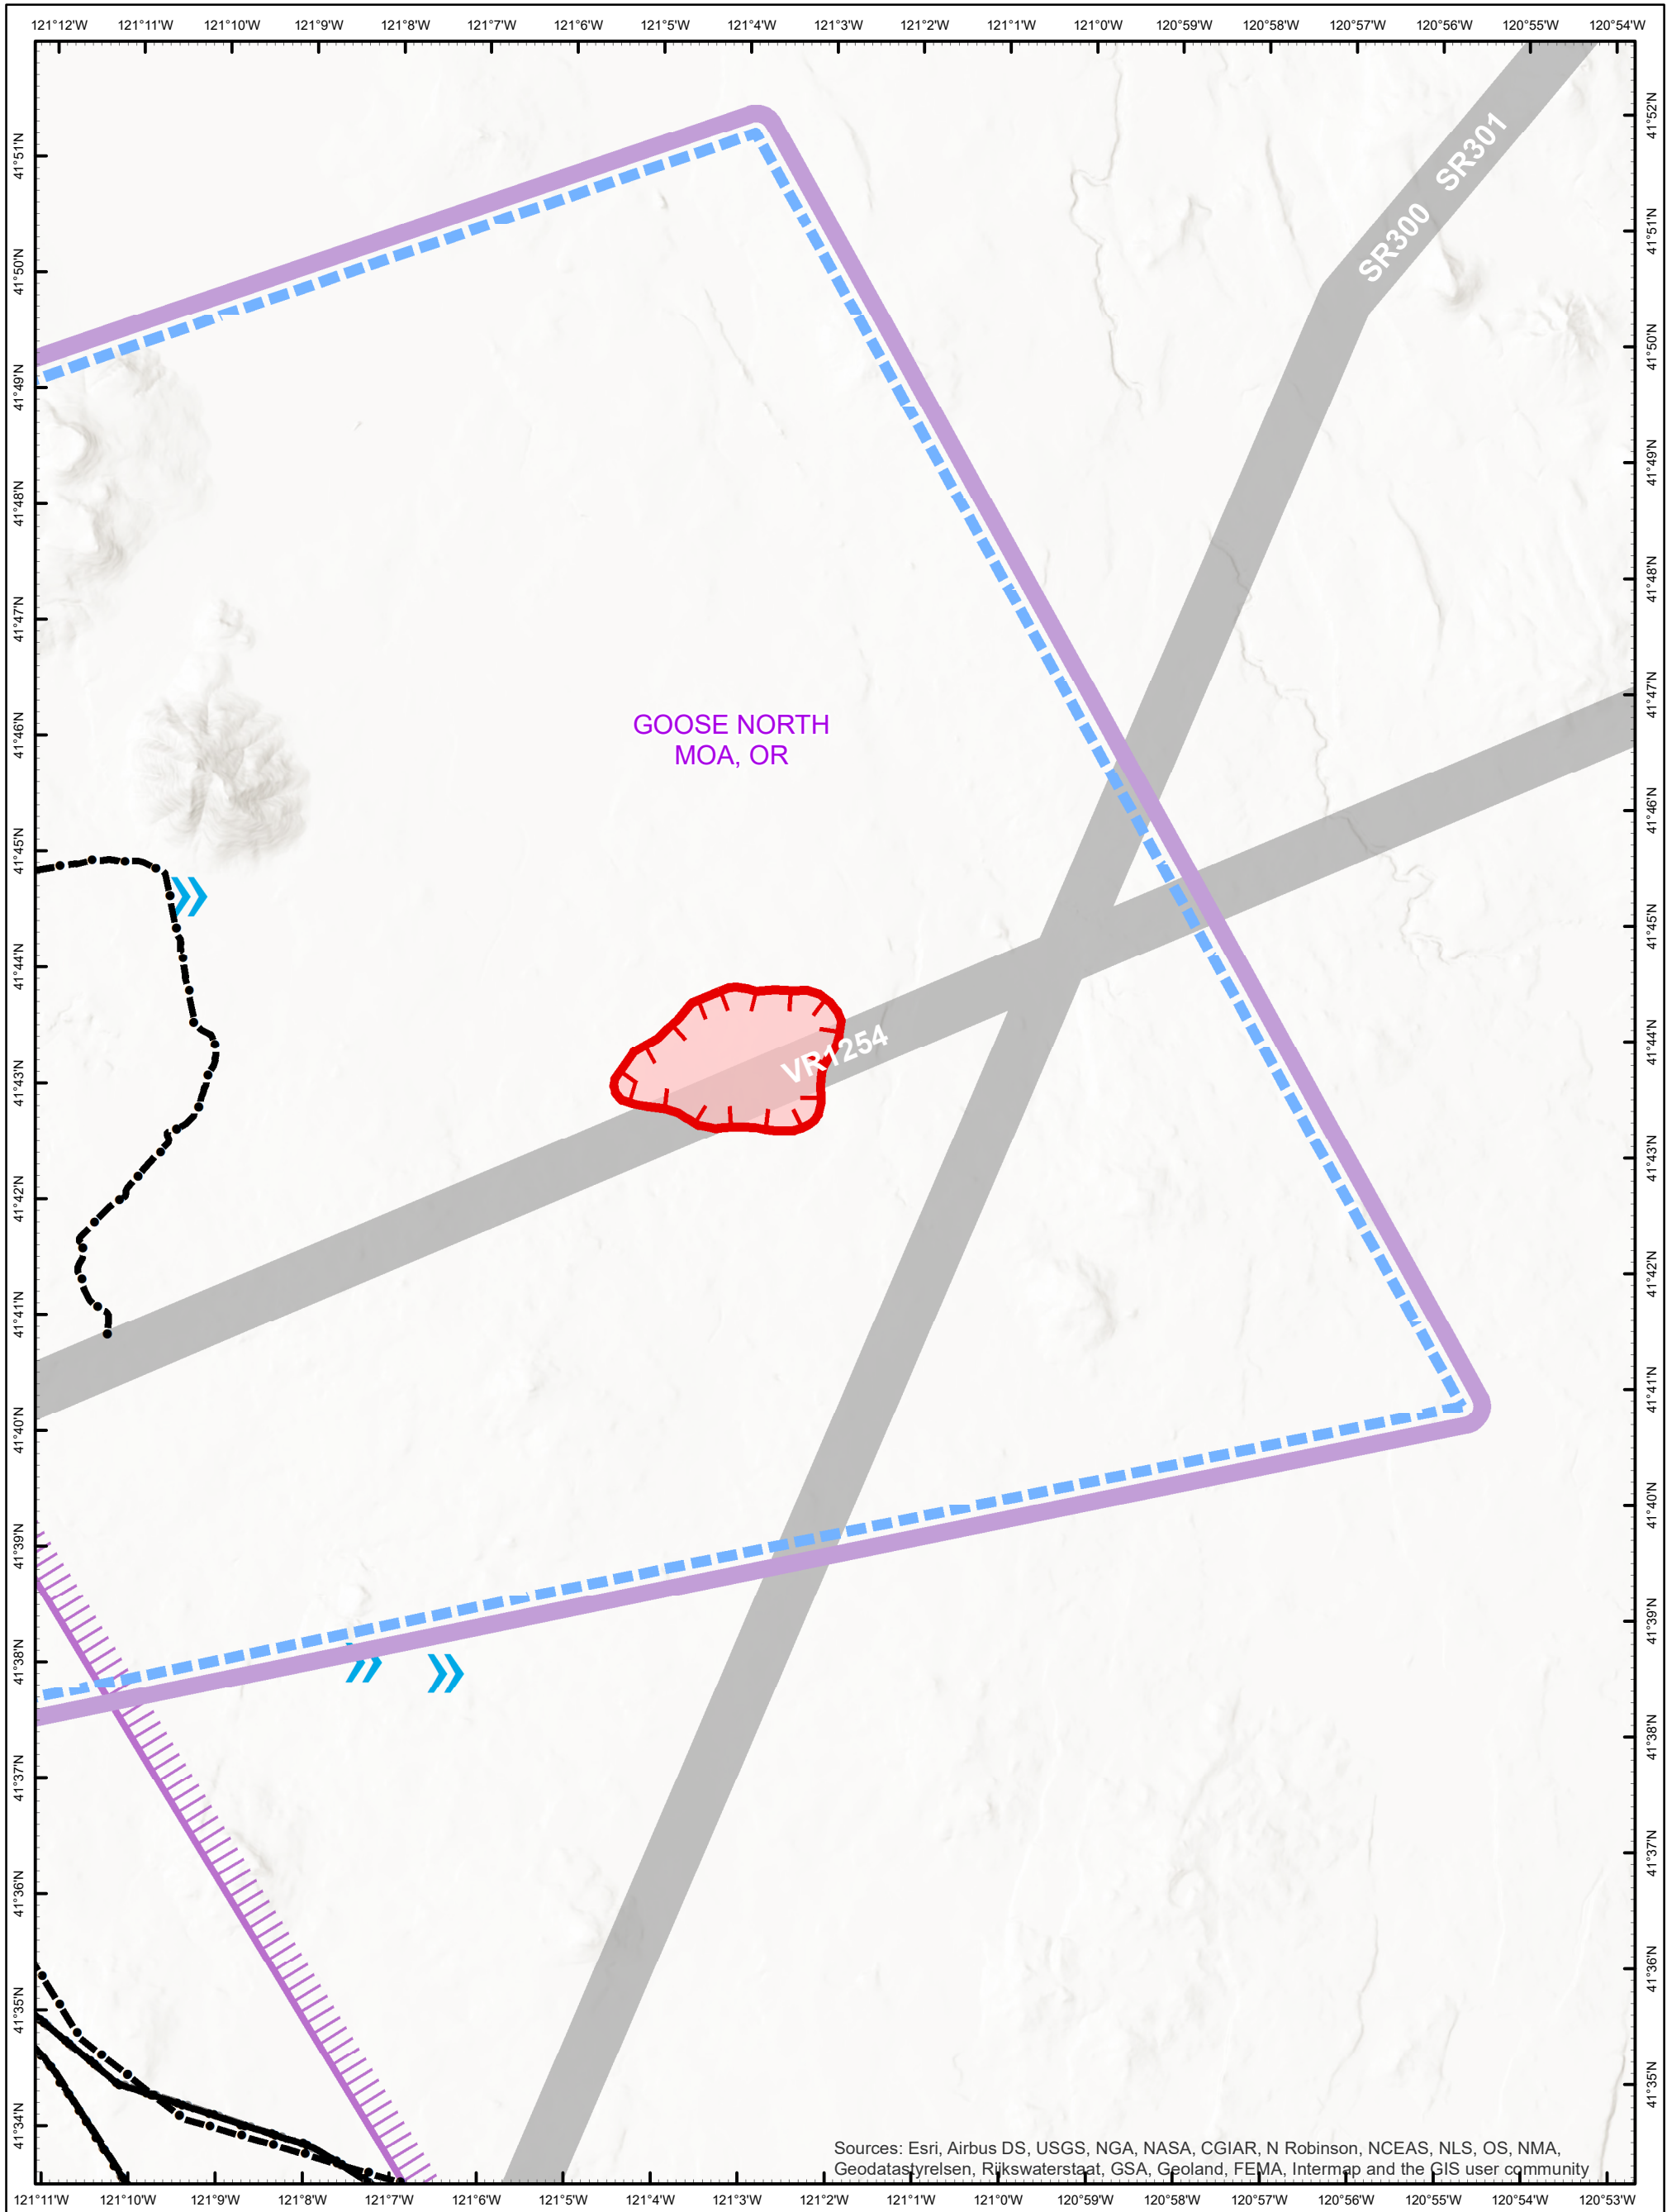 121°12'W 121°11'W 121°10'W 121°9'W 121°8'W 121°7'W 121°6'W 121°5'W 121°4'W 121°3'W 121°2'W 121°1'W 121°0'W 120°59'W 120°58'W 120°57'W 120°56'W 120°55'W 120°54'W
41°51'N
41°50'N
41°49'N
41°48'N
41°47'N
41°46'N
41°45'N
41°44'N
41°43'N
41°42'N
41°41'N
41°40'N
41°39'N
41°38'N
41°37'N
41°36'N
41°35'N
41°34'N
SR301
SR300
GOOSE NORTH
MOA, OR
VR1254
41°52'N
41°51'N
41°50'N
41°49'N
41°48'N
41°47'N
41°46'N
41°45'N
41°44'N
41°43'N
41°42'N
41°41'N
41°40'N
41°39'N
41°38'N
41°37'N
41°36'N
41°35'N
Sources: Esri, Airbus DS, USGS, NGA, NASA, CGIAR, N Robinson, NCEAS, NLS, OS, NMA,
Geodatastyrelsen, Rijkswaterstaat, GSA, Geoland, FEMA, Intermap and the GIS user community
121°11'W 121°10'W 121°9'W 121°8'W 121°7'W 121°6'W 121°5'W 121°4'W 121°3'W 121°2'W 121°1'W 121°0'W 120°59'W 120°58'W 120°57'W 120°56'W 120°55'W 120°54'W 120°53'W